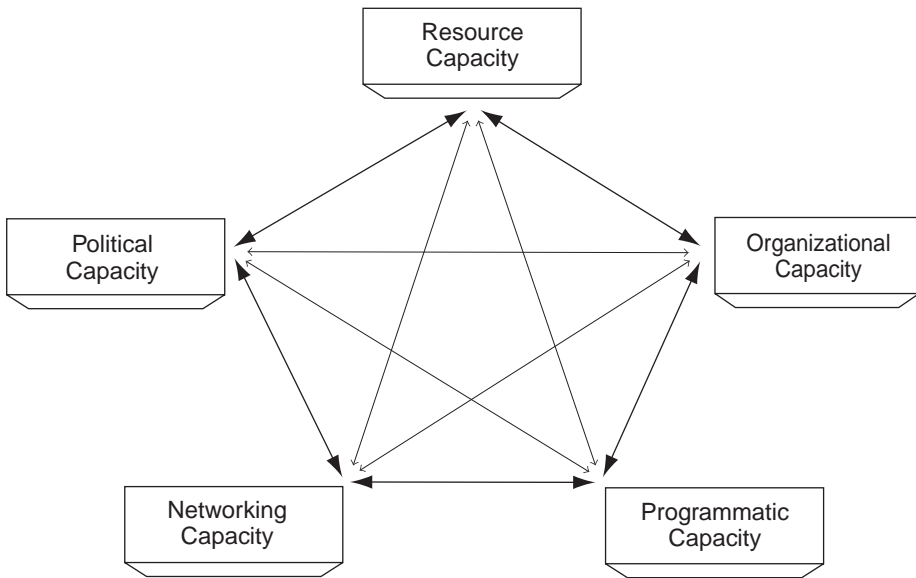 Resource
Capacity
Political
Capacity
Organizational
Capacity
Networking
Capacity
Programmatic
Capacity